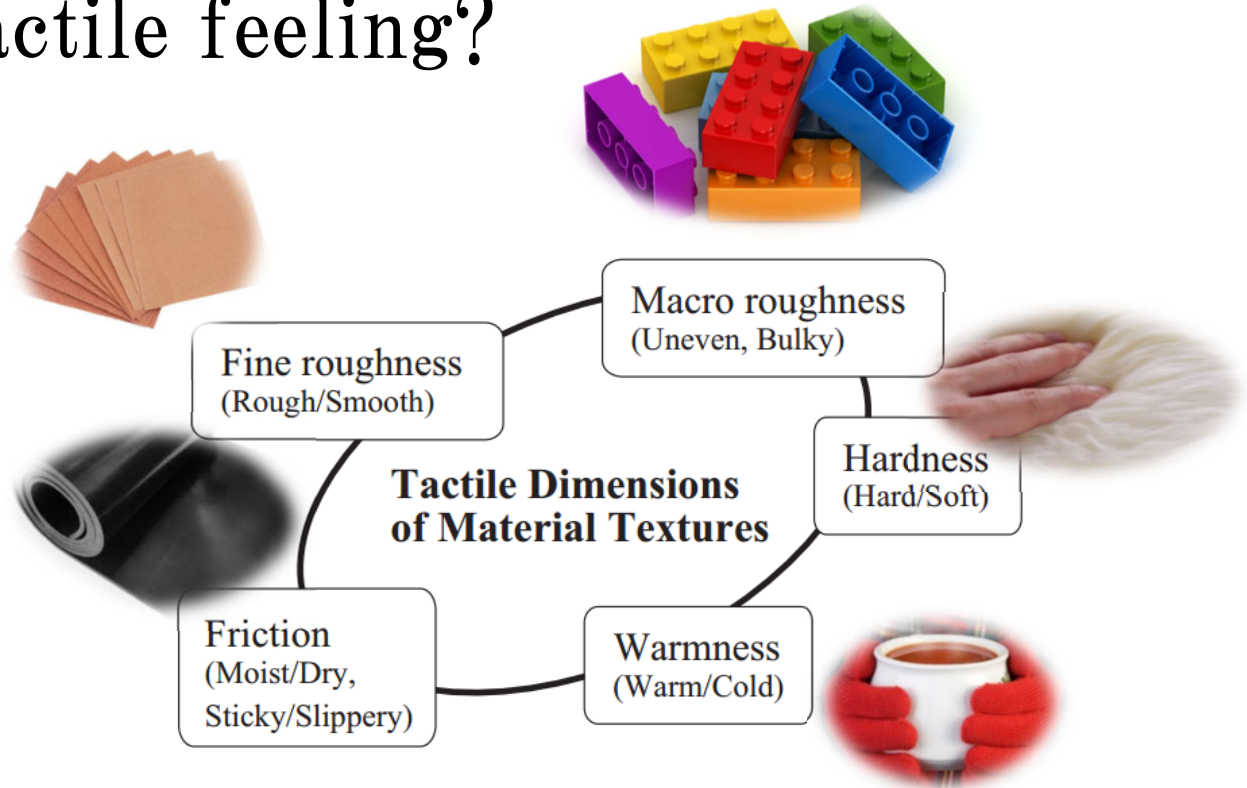 actile feeling?
Macro roughness
(Uneven, Bulky)
Fine roughness
(Rough/Smooth)
Hardness
(Hard/Soft)
Tactile Dimensions
of Material Textures
Friction
(Moist/Dry,
Sticky/Slippery)
Warmness
(Warm/Cold)